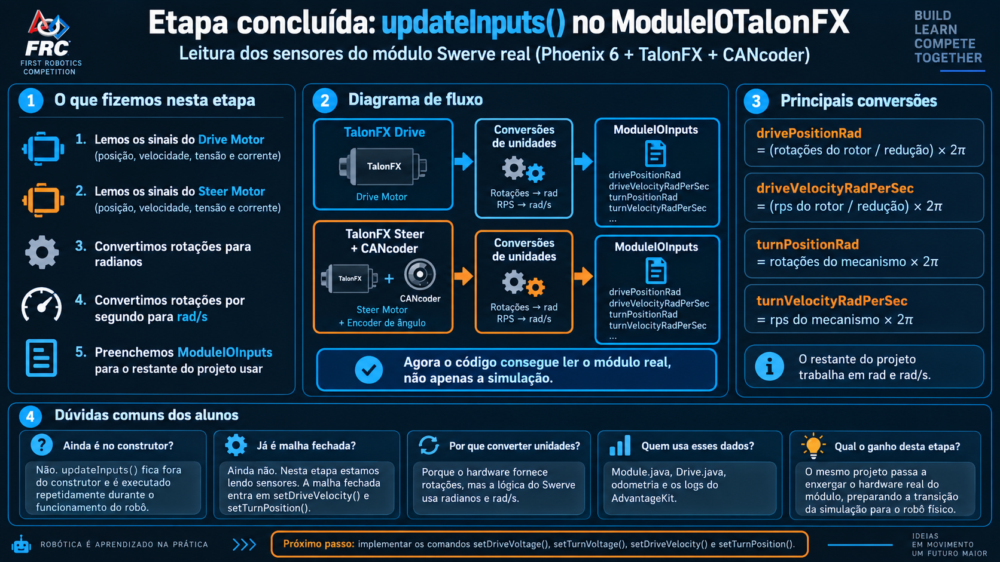 Etapa concluída: updateInputs() no ModuleIOTalonFX
Leitura dos sensores do módulo Swerve real (Phoenix 6 + TalonFX + CANcoder)
FRC
FIRST ROBOTICS
COMPETITION
BUILD
LEARN
COMPETE
TOGETHER
1 O que fizemos nesta etapa
1. Lemos os sinais do Drive Motor
(posição, velocidade, tensão e corrente)
2. Lemos os sinais do Steer Motor
(posição, velocidade, tensão e corrente)
3. Convertimos rotações para
radianos
4. Convertimos rotações por
segundo para rad/s
5. Preenchemos ModuleIOInputs
para o restante do projeto usar
2 Diagrama de fluxo
TalonFX Drive
TalonFX
Drive Motor
Conversões
de unidades
Rotações → rad
RPS → rad/s
ModuleIOInputs
drivePositionRad
driveVelocityRadPerSec
turnPositionRad
turnVelocityRadPerSec
...
TalonFX Steer
+ CANcoder
TalonFX
+
CANcoder
Steer Motor
+ Encoder de ângulo
Conversões
de unidades
Rotações → rad
RPS → rad/s
ModuleIOInputs
drivePositionRad
driveVelocityRadPerSec
turnPositionRad
turnVelocityRadPerSec
...
Agora o código consegue ler o módulo real,
não apenas a simulação.
3 Principais conversões
drivePositionRad
= (rotações do rotor / redução) × 2π
driveVelocityRadPerSec
= (rps do rotor / redução) × 2π
turnPositionRad
= rotações do mecanismo × 2π
turnVelocityRadPerSec
= rps do mecanismo × 2π
i
O restante do projeto
trabalha em rad e rad/s.
4 Dúvidas comuns dos alunos
? Ainda é no construtor?
Não. updateInputs() fica fora
do construtor e é executado
repetidamente durante o
funcionamento do robô.
Já é malha fechada?
Ainda não. Nesta etapa estamos
lendo sensores. A malha fechada
entra em setDriveVelocity() e
setTurnPosition().
Por que converter unidades?
Porque o hardware fornece
rotações, mas a lógica do Swerve
usa radianos e rad/s.
Quem usa esses dados?
Module.java, Drive.java,
odometria e os logs do
AdvantageKit.
Qual o ganho desta etapa?
O mesmo projeto passa a
enxergar o hardware real do
módulo, preparando a transição
da simulação para o robô físico.
ROBÓTICA É APRENDIZADO NA PRÁTICA
Próximo passo: implementar os comandos setDriveVoltage(), setTurnVoltage(), setDriveVelocity() e setTurnPosition().
IDEIAS
EM MOVIMENTO
UM FUTURO MAIOR